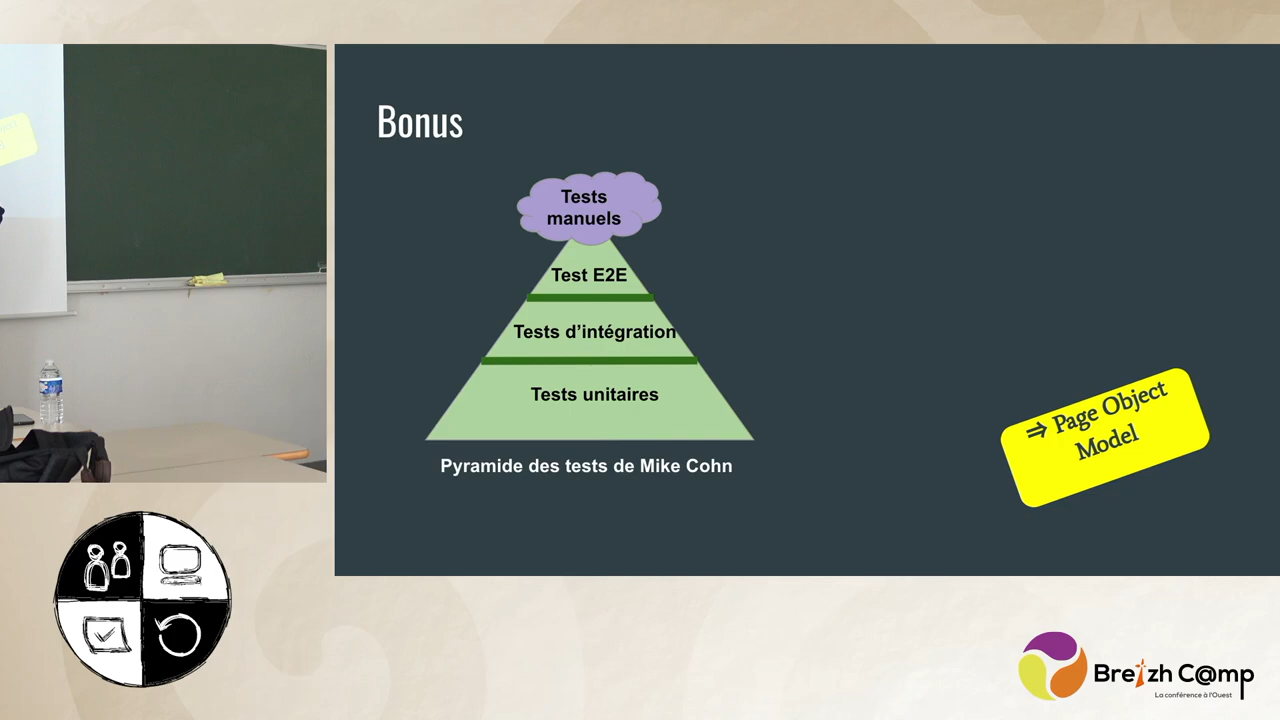 Bonus
Tests
manuels
Test E2E
Tests d'intégration
Tests unitaires
Pyramide des tests de Mike Cohn
⇒ Page Object
Model
Breizh C@mp
La conférence à l'Ouest